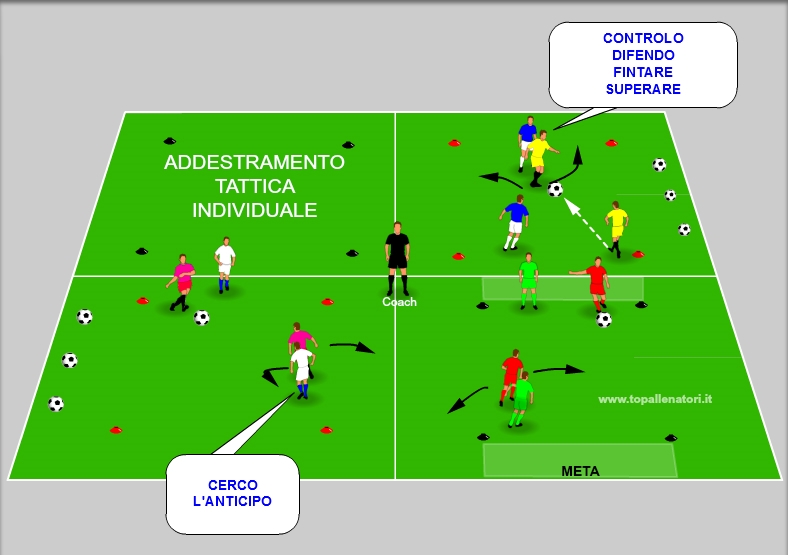 CONTROLO
DIFENDO
FINTARE
SUPERARE
ADDESTRAMENTO
TATTICA
INDIVIDUALE
Coach
www.topallenatori.it
META
CERCO
L'ANTICIPO